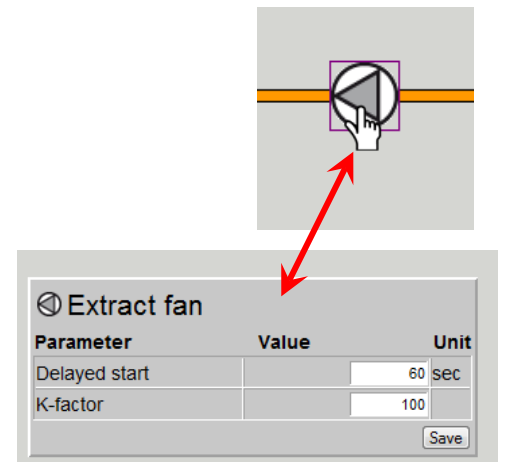 Extract fan
Parameter Value Unit
Delayed start 60 sec
K-factor 100
Save